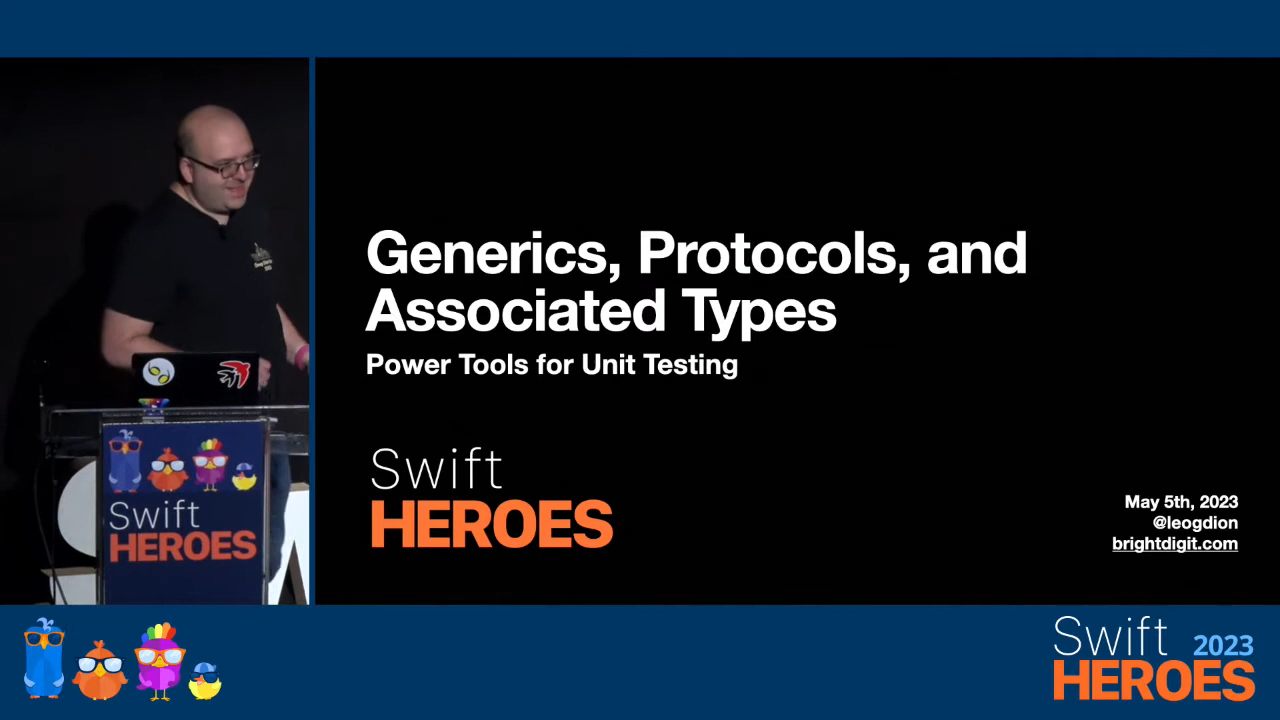 Generics, Protocols, and
Associated Types
Power Tools for Unit Testing
Swift
HEROES
May 5th, 2023
@leogdion
brightdigit.com
Swift
HEROES
Swift 2023
HEROES